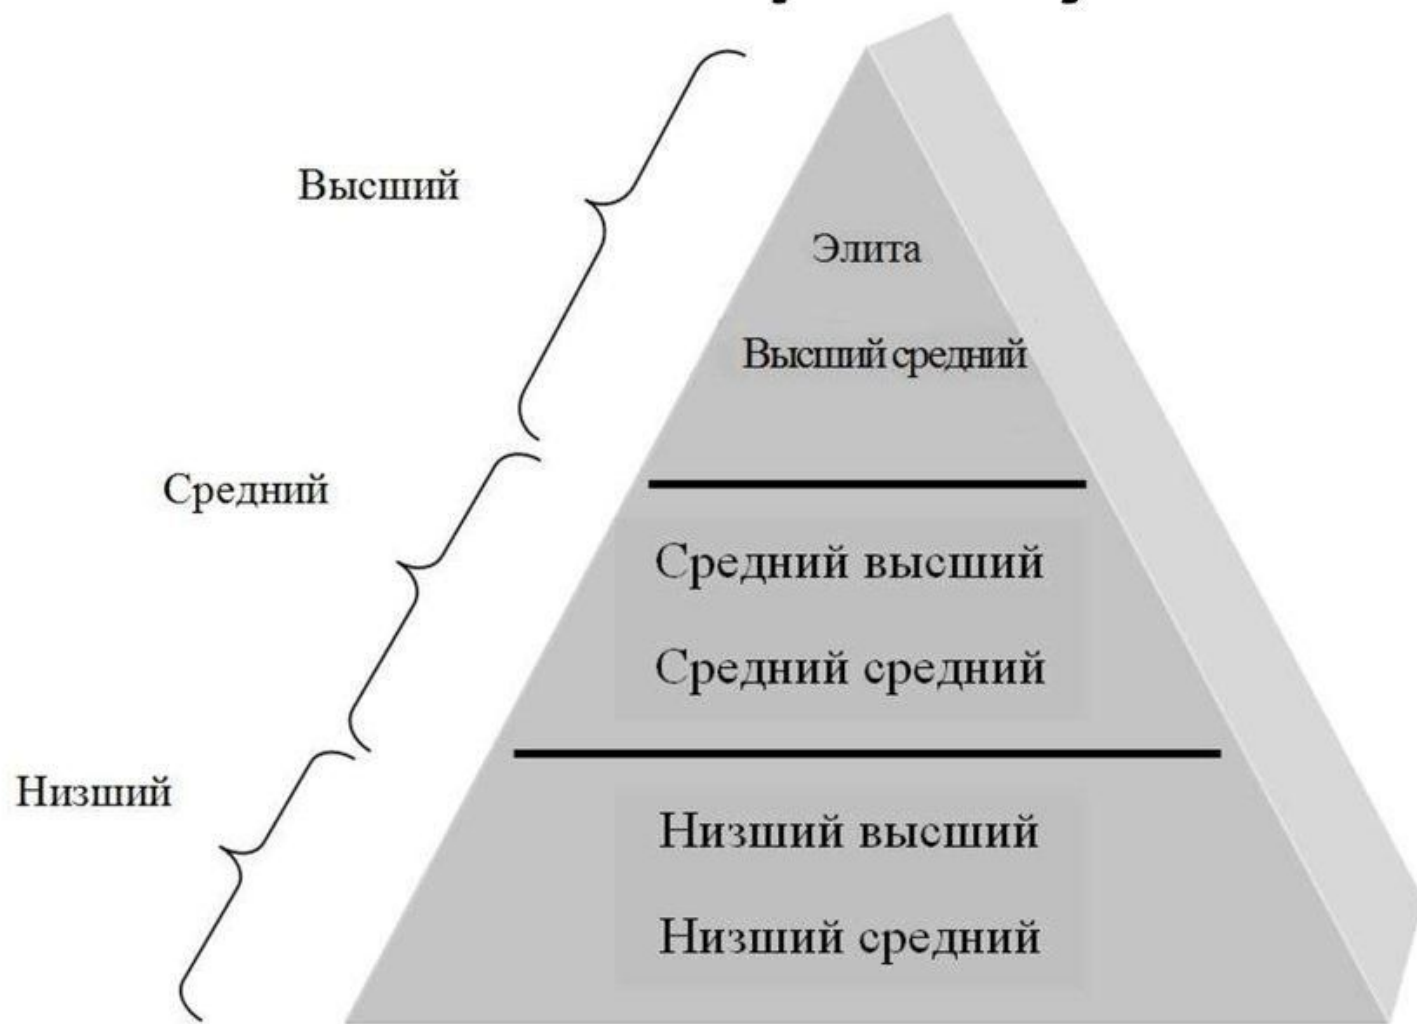 Высший
Элита
Высший средний
Средний
Средний высший
Средний средний
Низший
Низший высший
Низший средний